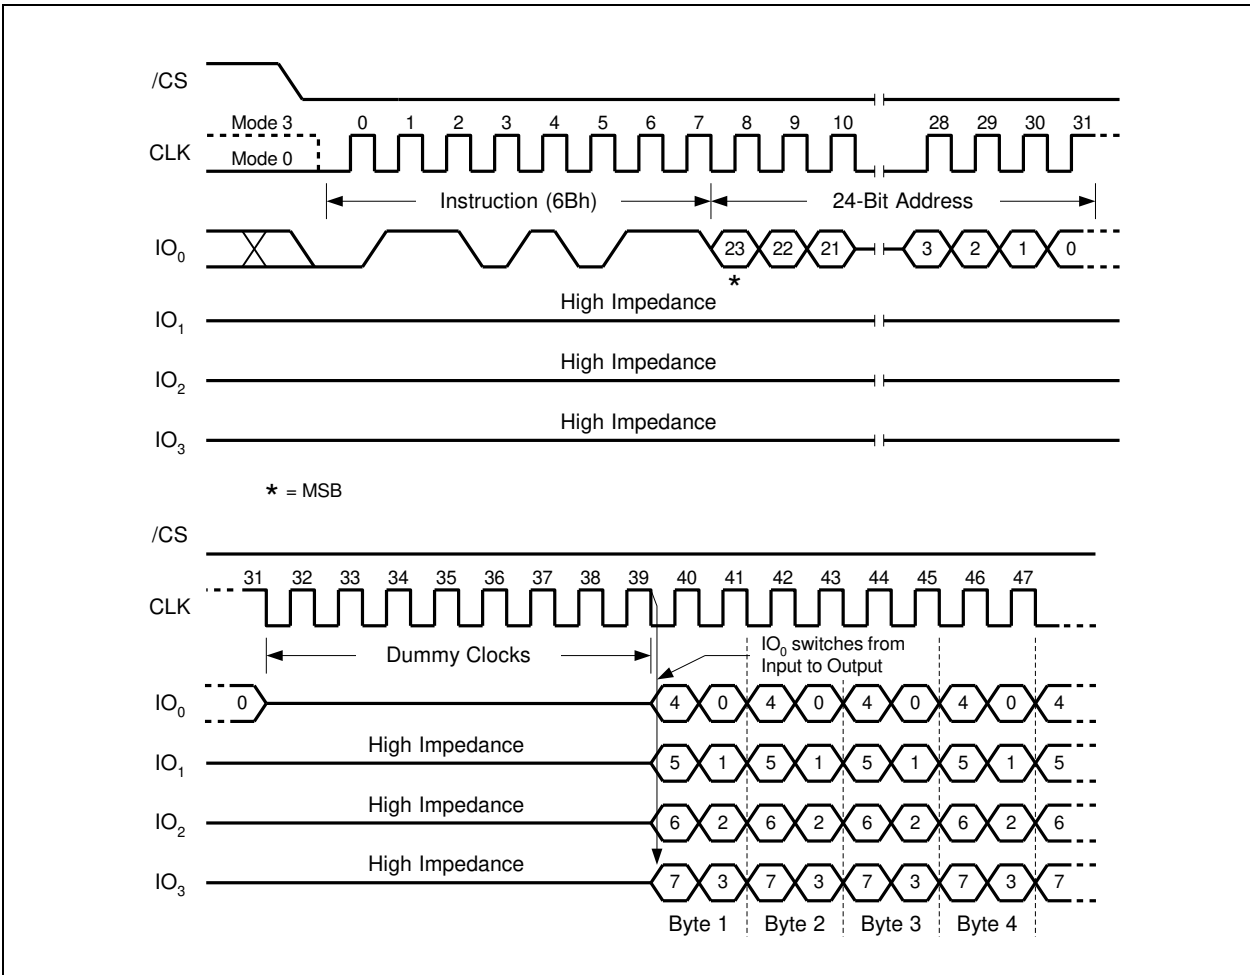 /CS
Mode 3 0 1 2 3 4 5 6 7 8 9 10 28 29 30 31
CLK
Mode 0
Instruction (6Bh) 24-Bit Address
IO0 23 22 21 3 2 1 0
*
High Impedance
IO1
High Impedance
IO2
High Impedance
IO3
* = MSB
/CS
31 32 33 34 35 36 37 38 39 40 41 42 43 44 45 46 47
CLK
Dummy Clocks
IO0 switches from
Input to Output
IO0 0 4 0 4 0 4 0 4 0 4
High Impedance
IO1 5 1 5 1 5 1 5 1 5
High Impedance
IO2 6 2 6 2 6 2 6 2 6
High Impedance
IO3 7 3 7 3 7 3 7 3 7
Byte 1 Byte 2 Byte 3 Byte 4